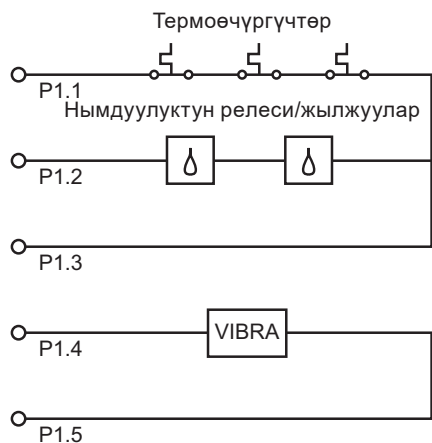 Термоөчүргүчтөр
P1.1
Нымдуулуктун релеси/жылжуулар
P1.2
P1.3
P1.4
VIBRA
P1.5